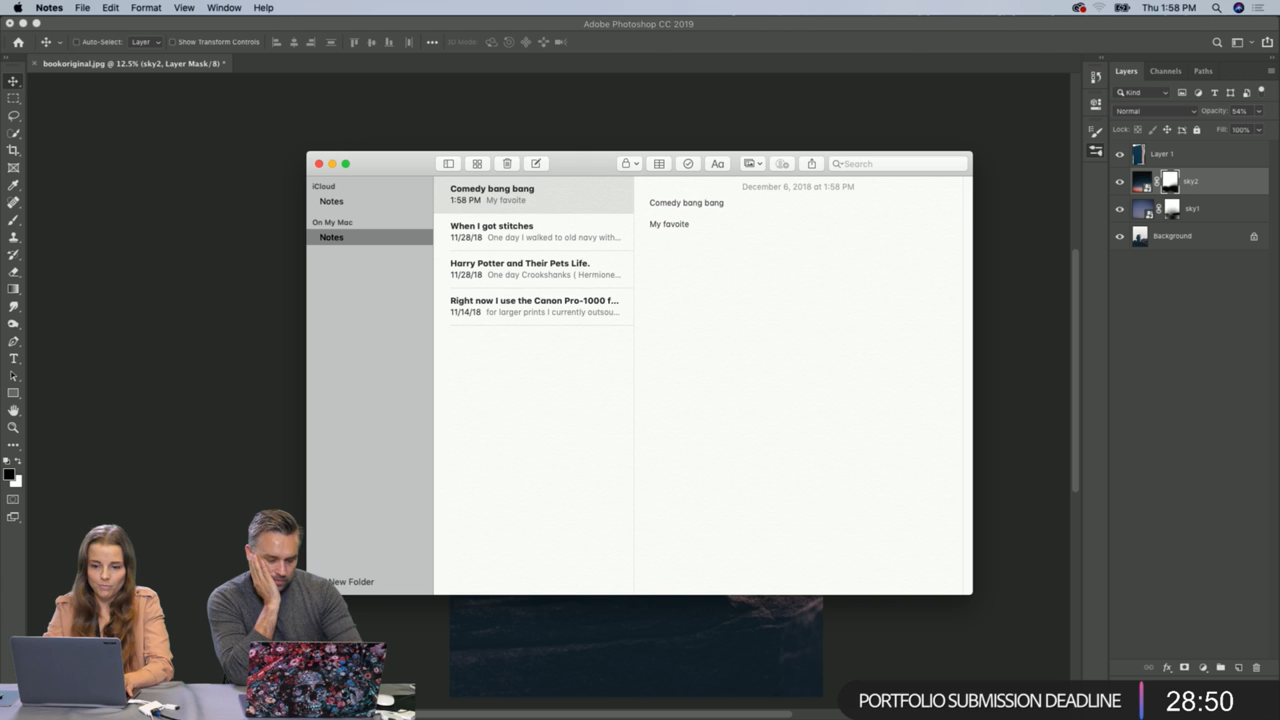 Notes File Edit Format View Window Help
Thu 1:58 PM
Adobe Photoshop CC 2019
Auto-Select: Layer Show Transform Controls
3D Mode:
bookoriginal.jpg @ 12.5% (sky2, Layer Mask/8) *
Layers Channels Paths
Kind
Normal Opacity: 54%
Lock: Fill: 100%
Layer 1
sky2
sky1
Background
Aa
Search
iCloud
Notes
On My Mac
Notes
New Folder
Comedy bang bang
1:58 PM My favoite
When I got stitches
11/28/18 One day I walked to old navy with...
Harry Potter and Their Pets Life.
11/28/18 One day Crookshanks ( Hermione...
Right now I use the Canon Pro-1000 f...
11/14/18 for larger prints I currently outsou...
December 6, 2018 at 1:58 PM
Comedy bang bang
My favoite
fx
PORTFOLIO SUBMISSION DEADLINE 28:50